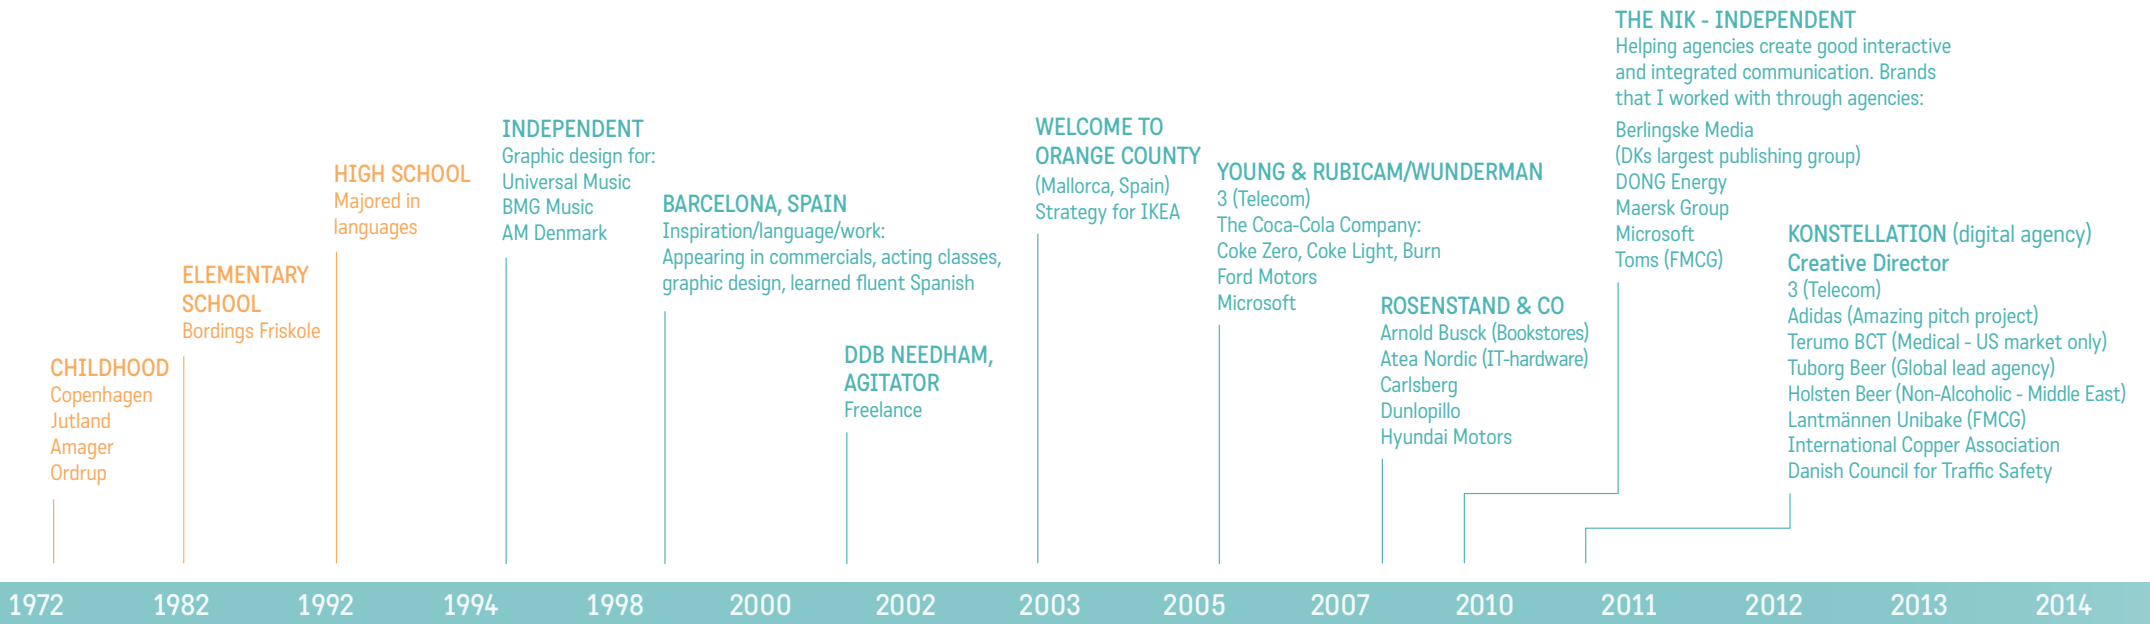 CHILDHOOD
Copenhagen
Jutland
Amager
Ordrup
ELEMENTARY
SCHOOL
Bordings Friskole
HIGH SCHOOL
Majored in
languages
INDEPENDENT
Graphic design for:
Universal Music
BMG Music
AM Denmark
BARCELONA, SPAIN
Inspiration/language/work:
Appearing in commercials, acting classes,
graphic design, learned fluent Spanish
DDB NEEDHAM,
AGITATOR
Freelance
WELCOME TO
ORANGE COUNTY
(Mallorca, Spain)
Strategy for IKEA
YOUNG & RUBICAM/WUNDERMAN
3 (Telecom)
The Coca-Cola Company:
Coke Zero, Coke Light, Burn
Ford Motors
Microsoft
ROSENSTAND & CO
Arnold Busck (Bookstores)
Atea Nordic (IT-hardware)
Carlsberg
Dunlopillo
Hyundai Motors
THE NIK - INDEPENDENT
Helping agencies create good interactive
and integrated communication. Brands
that I worked with through agencies:
Berlingske Media
(DKs largest publishing group)
DONG Energy
Maersk Group
Microsoft
Toms (FMCG)
KONSTELLATION (digital agency)
Creative Director
3 (Telecom)
Adidas (Amazing pitch project)
Terumo BCT (Medical - US market only)
Tuborg Beer (Global lead agency)
Holsten Beer (Non-Alcoholic - Middle East)
Lantmännen Unibake (FMCG)
International Copper Association
Danish Council for Traffic Safety
1972 1982 1992 1994 1998 2000 2002 2003 2005 2007 2010 2011 2012 2013 2014